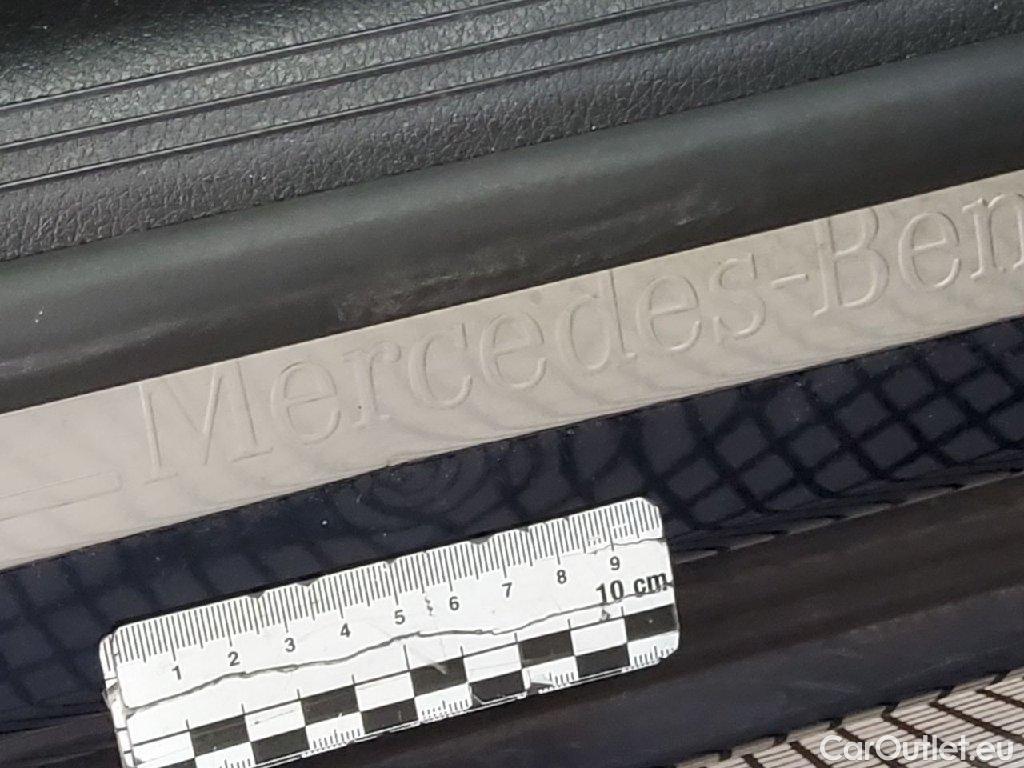 Mercedes-Ben
1 2 3 4 5 6 7 8 9
10 cm
CarOutlet.eu